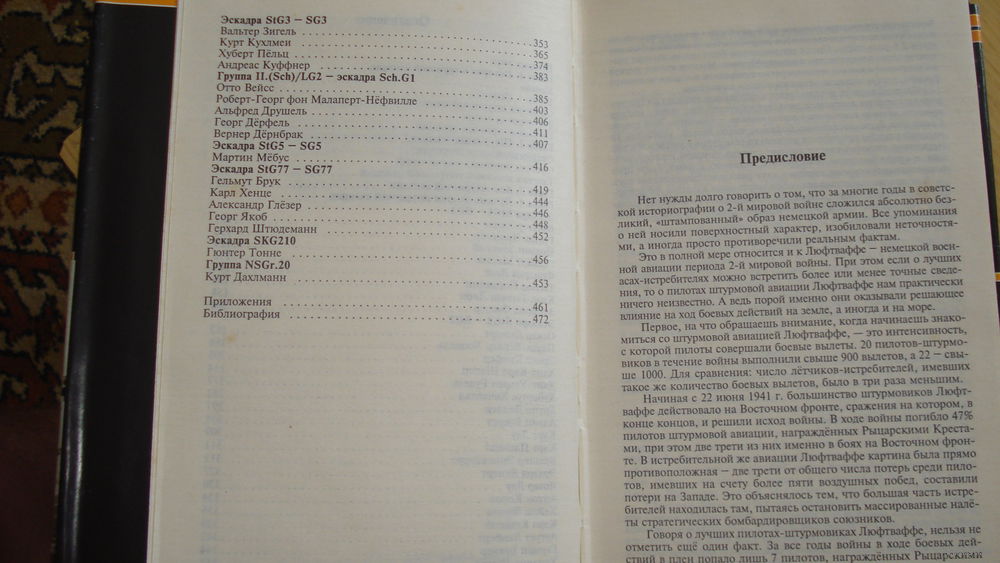 Эскадра StG3 – SG3
Вальтер Зигель 353
Курт Кухлмей 365
Хуберт Пёльц 374
Андреас Куффнер 383
Группа II.(Sch)/LG2 – эскадра Sch.G1
Отто Вейсс 385
Роберт-Георг фон Малаперт-Нёфвилле 403
Альфред Друшель 406
Георг Дёрфель 411
Вернер Дёрнбрак 407
Эскадра StG5 – SG5
Мартин Мёбус 416
Эскадра StG77 – SG77
Гельмут Брук 419
Карл Хенце 444
Александр Глёзер 446
Георг Якоб 448
Герхард Штюдеманн 452
Эскадра SKG210
Гюнтер Тонне 456
Группа NSGr.20
Курт Дахлманн 453
Приложения 461
Библиография 472
Предисловие
Нет нужды долго говорить о том, что за многие годы в советс-
кой историографии о 2-й мировой войне сложился абсолютно без-
ликий, «штампованный» образ немецкой армии. Все упоминания
о ней носили поверхностный характер, изобиловали неточностя-
ми, а иногда просто противоречили реальным фактам.
Это в полной мере относится и к Люфтваффе – немецкой воен-
ной авиации периода 2-й мировой войны. При этом если о лучших
асах-истребителях можно встретить более или менее точные сведе-
ния, то о пилотах штурмовой авиации Люфтваффе нам практически
ничего неизвестно. А ведь порой именно они оказывали решающее
влияние на ход боевых действий на земле, а иногда и на море.
Первое, на что обращаешь внимание, когда начинаешь знако-
миться со штурмовой авиацией Люфтваффе, – это интенсивность,
с которой пилоты совершали боевые вылеты. 20 пилотов-штурмо-
виков в течение войны выполнили свыше 900 вылетов, а 22 – свы-
ше 1000. Для сравнения: число лётчиков-истребителей, имевших
такое же количество боевых вылетов, было в три раза меньшим.
Начиная с 22 июня 1941 г. большинство штурмовиков Люфт-
ваффе действовало на Восточном фронте, сражения на котором, в
конце концов, и решили исход войны. В ходе войны погибло 47%
пилотов штурмовой авиации, награждённых Рыцарскими Креста-
ми, при этом две трети из них именно в боях на Восточном фрон-
те. В истребительной же авиации Люфтваффе картина была прямо
противоположная – две трети от общего числа потерь среди пило-
тов, имевших на счету более пяти воздушных побед, составили
потери на Западе. Это объяснялось тем, что большая часть истре-
бителей находилась там, пытаясь остановить массированные налё-
ты стратегических бомбардировщиков союзников.
Говоря о лучших пилотах-штурмовиках Люфтваффе, нельзя не
отметить ещё один факт. За все годы войны в ходе боевых дей-
ствий в плен попало лишь 7 пилотов, награждённых Рыцарскими